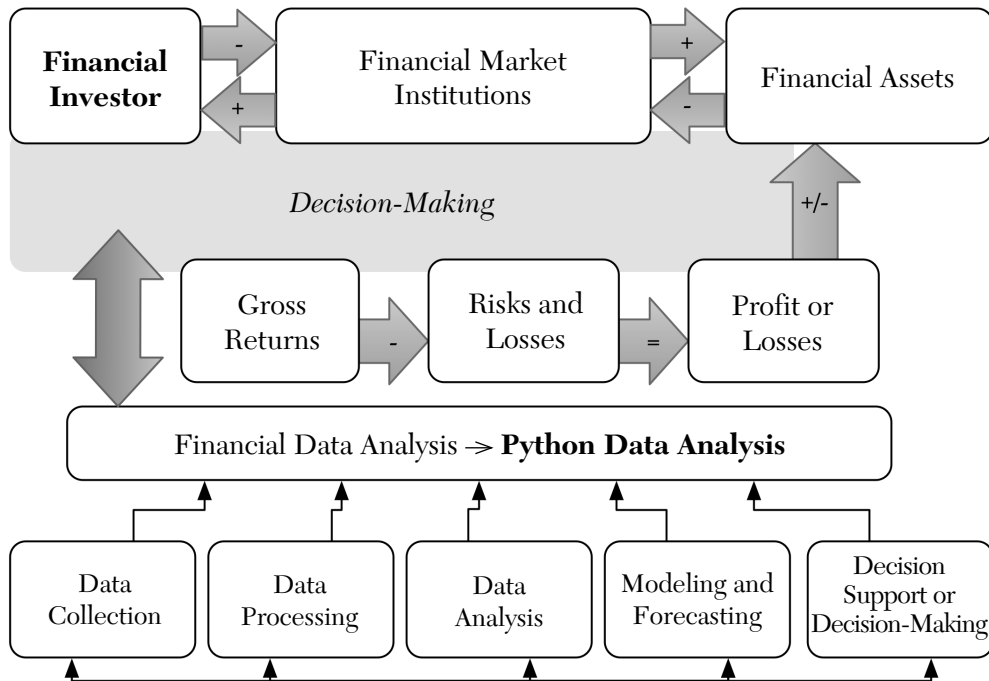 Financial
Investor
-
+
Financial Market
Institutions
+
-
Financial Assets
Decision-Making
+/-
Gross
Returns
-
Risks and
Losses
=
Profit or
Losses
Financial Data Analysis → Python Data Analysis
Data
Collection
Data
Processing
Data
Analysis
Modeling and
Forecasting
Decision
Support or
Decision-Making